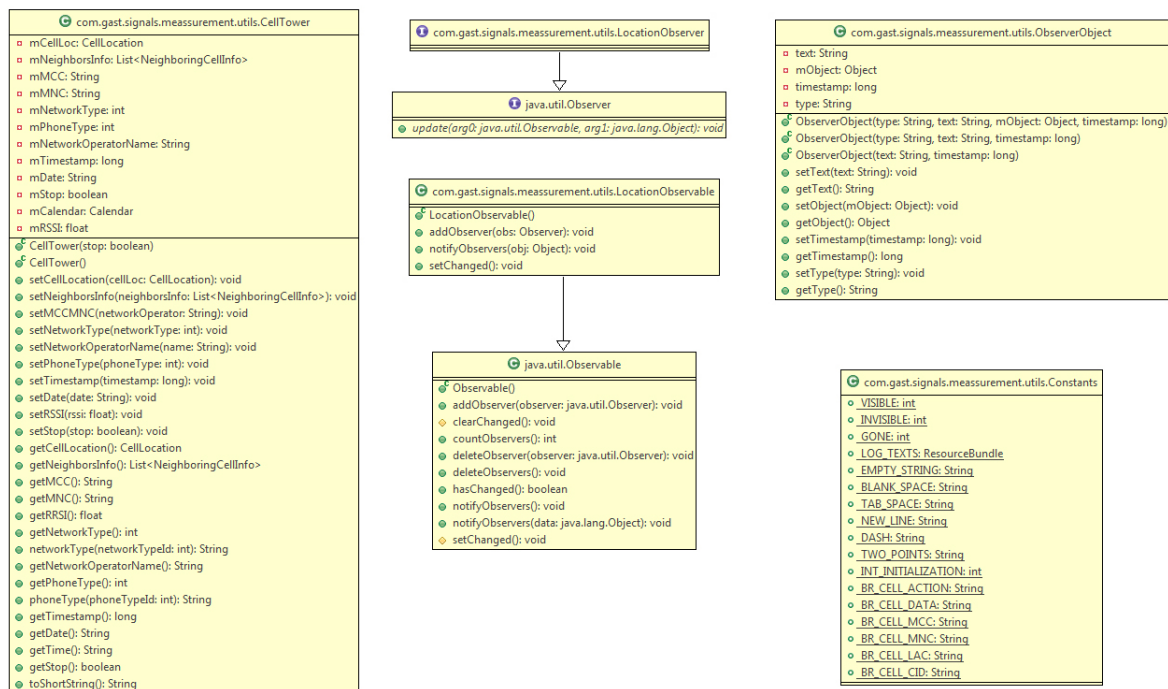 com.gast.signals.meassurement.utils.CellTower
mCellLoc: CellLocation
mNeighborsInfo: List<NeighboringCellInfo>
mMCC: String
mMNC: String
mNetworkType: int
mPhoneType: int
mNetworkOperatorName: String
mTimestamp: long
mDate: String
mStop: boolean
mCalendar: Calendar
mRSSI: float
CellTower(stop: boolean)
CellTower()
setCellLocation(cellLoc: CellLocation): void
setNeighborsInfo(neighborsInfo: List<NeighboringCellInfo>): void
setMCCMNC(networkOperator: String): void
setNetworkType(networkType: int): void
setNetworkOperatorName(name: String): void
setPhoneType(phoneType: int): void
setTimestamp(timestamp: long): void
setDate(date: String): void
setRSSI(rssi: float): void
setStop(stop: boolean): void
getCellLocation(): CellLocation
getNeighborsInfo(): List<NeighboringCellInfo>
getMCC(): String
getMNC(): String
getRRSI(): float
getNetworkType(): int
networkType(networkTypeId: int): String
getNetworkOperatorName(): String
getPhoneType(): int
phoneType(phoneTypeId: int): String
getTimestamp(): long
getDate(): String
getTime(): String
getStop(): boolean
toShortString(): String
com.gast.signals.meassurement.utils.LocationObserver
java.util.Observer
update(arg0: java.util.Observable, arg1: java.lang.Object): void
com.gast.signals.meassurement.utils.LocationObservable
LocationObservable()
addObserver(obs: Observer): void
notifyObservers(obj: Object): void
setChanged(): void
java.util.Observable
Observable()
addObserver(observer: java.util.Observer): void
clearChanged(): void
countObservers(): int
deleteObserver(observer: java.util.Observer): void
deleteObservers(): void
hasChanged(): boolean
notifyObservers(): void
notifyObservers(data: java.lang.Object): void
setChanged(): void
com.gast.signals.meassurement.utils.ObserverObject
text: String
mObject: Object
timestamp: long
type: String
ObserverObject(type: String, text: String, mObject: Object, timestamp: long)
ObserverObject(type: String, text: String, timestamp: long)
ObserverObject(text: String, timestamp: long)
setText(text: String): void
getText(): String
setObject(mObject: Object): void
getObject(): Object
setTimestamp(timestamp: long): void
getTimestamp(): long
setType(type: String): void
getType(): String
com.gast.signals.meassurement.utils.Constants
VISIBLE: int
INVISIBLE: int
GONE: int
LOG_TEXTS: ResourceBundle
EMPTY_STRING: String
BLANK_SPACE: String
TAB_SPACE: String
NEW_LINE: String
DASH: String
TWO_POINTS: String
INT_INITIALIZATION: int
BR_CELL_ACTION: String
BR_CELL_DATA: String
BR_CELL_MCC: String
BR_CELL_MNC: String
BR_CELL_LAC: String
BR_CELL_CID: String